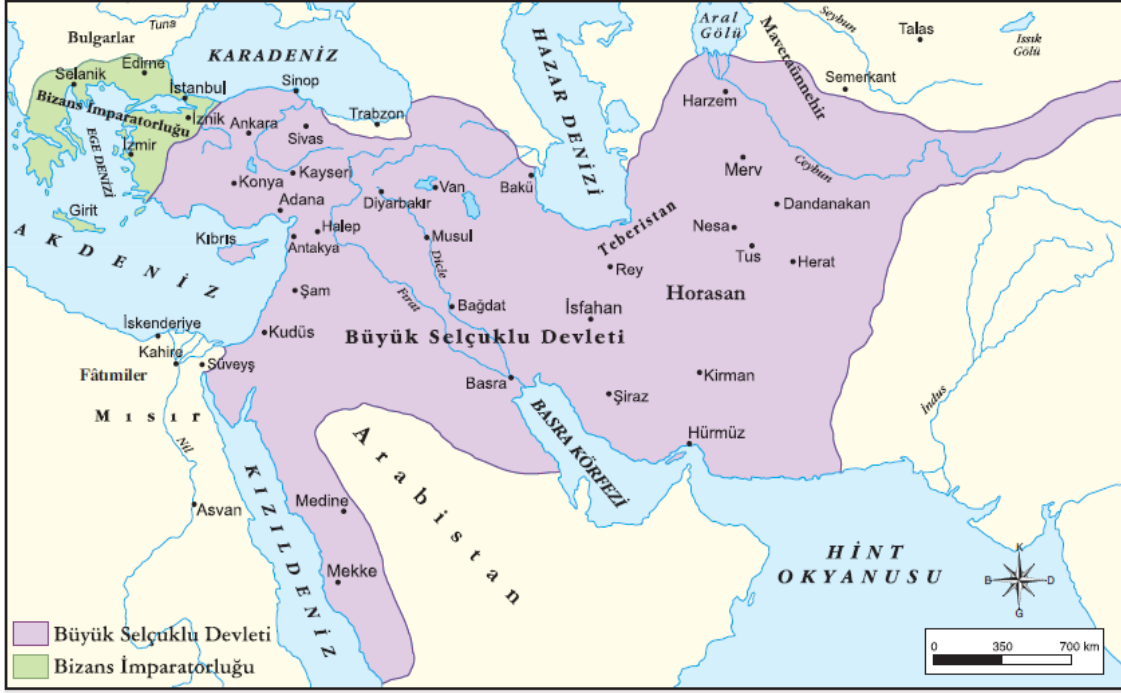 Tuna
Bulgarlar
Edirne
Selanik
İstanbul
Bizans İmparatorluğu
İznik
EGE DENİZİ
İzmir
Girit
KARADENİZ
Sinop
Trabzon
Ankara
Sivas
Konya
Kayseri
Adana
Diyarbakır
Van
Bakü
Halep
Antakya
Musul
Kıbrıs
AKDENİZ
Dicle
Fırat
Şam
Bağdat
Kudüs
İskenderiye
Kahire
Süveyş
Fâtımiler
Mısır
Nil
Asvan
KIZILDENİZ
Medine
Mekke
Arabistan
Büyük Selçuklu Devleti
Basra
BASRA KÖRFEZİ
HAZAR DENİZİ
Aral
Gölü
Seyhun
Maveraünnehir
Talas
Issık
Gölü
Semerkant
Harzem
Ceyhun
Merv
Dandanakan
Nesa
Tus
Herat
Teberistan
Rey
Horasan
İsfahan
Kirman
Şiraz
Hürmüz
İndus
HİNT
OKYANUSU
K
B
D
G
0 350 700 km
Büyük Selçuklu Devleti
Bizans İmparatorluğu